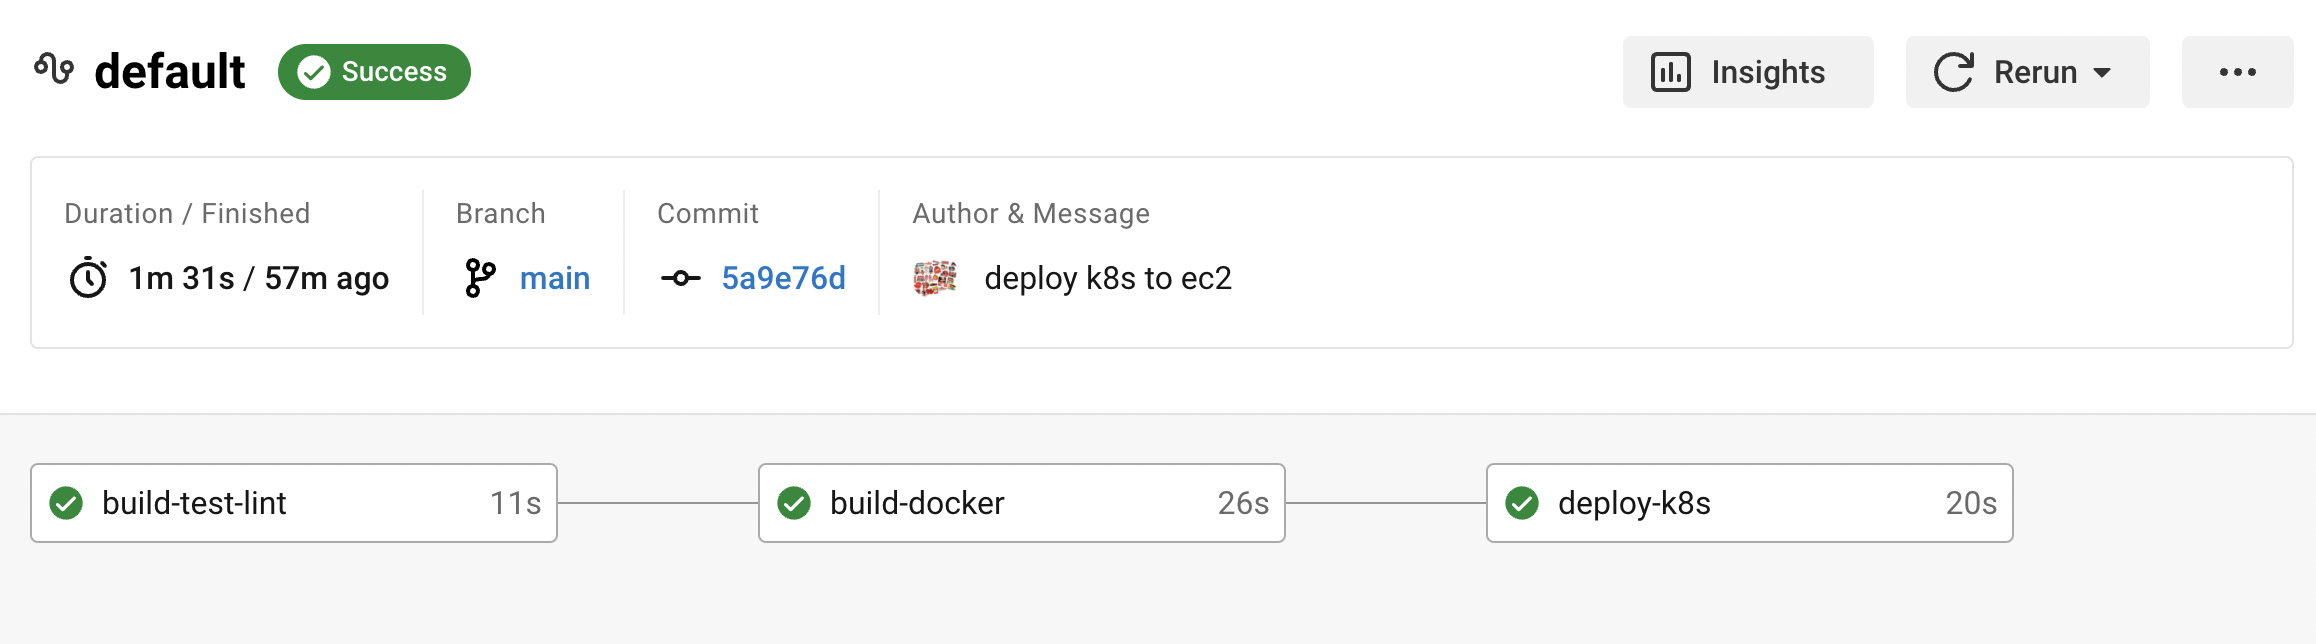 default
Success
Insights
Rerun
Duration / Finished
Branch
Commit
Author & Message
1m 31s / 57m ago
main
5a9e76d
deploy k8s to ec2
build-test-lint
11s
build-docker
26s
deploy-k8s
20s